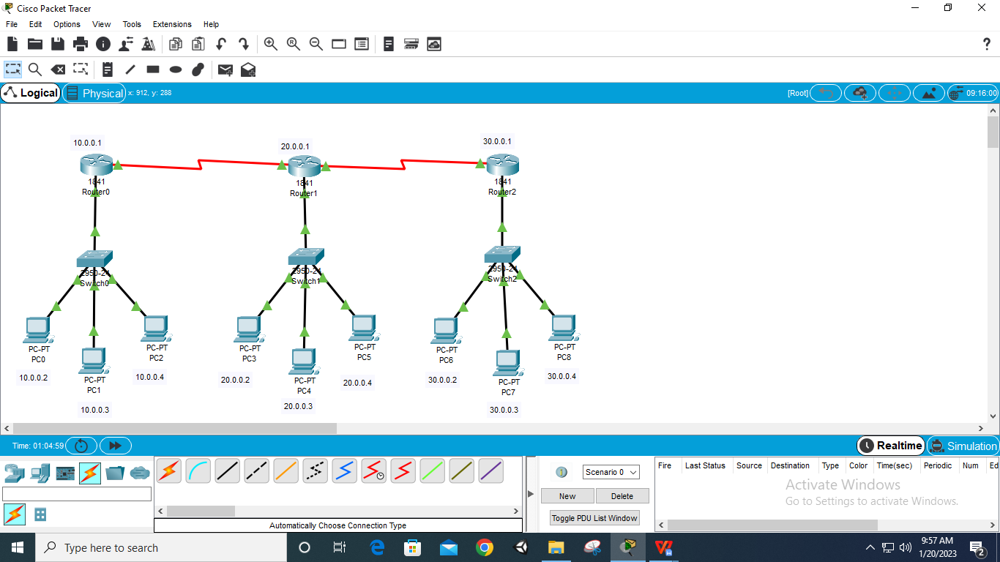 Cisco Packet Tracer
File Edit Options View Tools Extensions Help
?
Logical Physical x: 912, y: 288 [Root] 09:16:00
10.0.0.1
20.0.0.1
30.0.0.1
1841
Router0
1841
Router1
1841
Router2
2950-24
Switch0
2950-24
Switch1
2950-24
Switch2
PC-PT
PC0
10.0.0.2
PC-PT
PC1
10.0.0.3
PC-PT
PC2
10.0.0.4
PC-PT
PC3
20.0.0.2
PC-PT
PC4
20.0.0.3
PC-PT
PC5
20.0.0.4
PC-PT
PC6
30.0.0.2
PC-PT
PC7
30.0.0.3
PC-PT
PC8
30.0.0.4
Time: 01:04:59 Realtime Simulation
Scenario 0
New Delete
Toggle PDU List Window
Fire Last Status Source Destination Type Color Time(sec) Periodic Num Ed
Activate Windows
Go to Settings to activate Windows.
Automatically Choose Connection Type
Type here to search
9:57 AM
1/20/2023
2